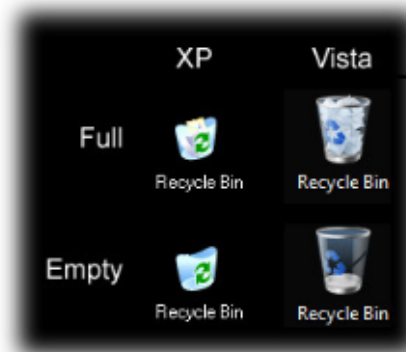 XP Vista
Full
Recycle Bin Recycle Bin
Empty
Recycle Bin Recycle Bin